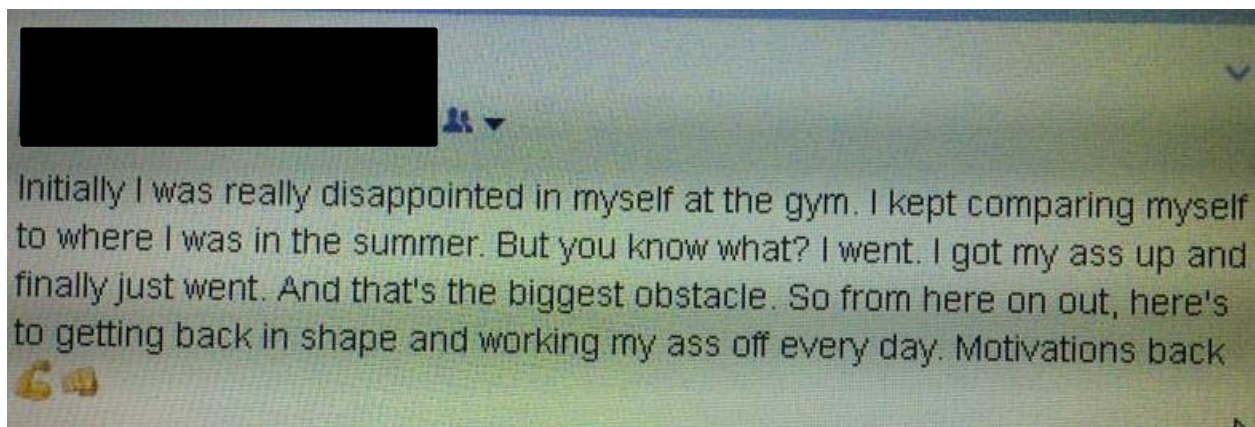 Initially I was really disappointed in myself at the gym. I kept comparing myself
to where I was in the summer. But you know what? I went. I got my ass up and
finally just went. And that's the biggest obstacle. So from here on out, here's
to getting back in shape and working my ass off every day. Motivations back
💪👊